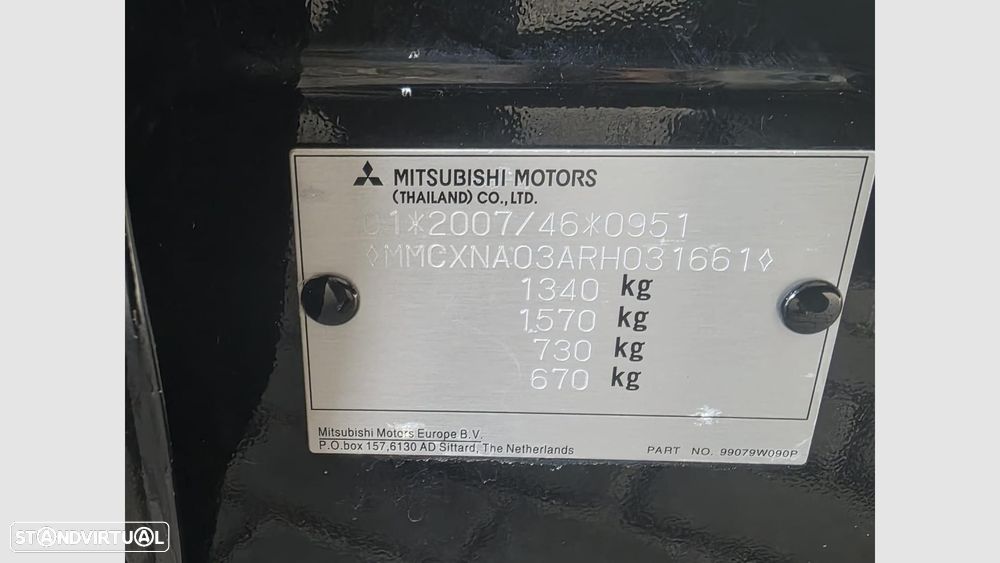 MITSUBISHI MOTORS
(THAILAND) CO.,LTD.
01*2007/46*0951
◊MMCXNA03ARH031661◊
1340 kg
1570 kg
730 kg
670 kg
Mitsubishi Motors Europe B.V.
P.O.box 157,6130 AD Sittard, The Netherlands
PART NO. 99079W090P
STANDVIRTUAL